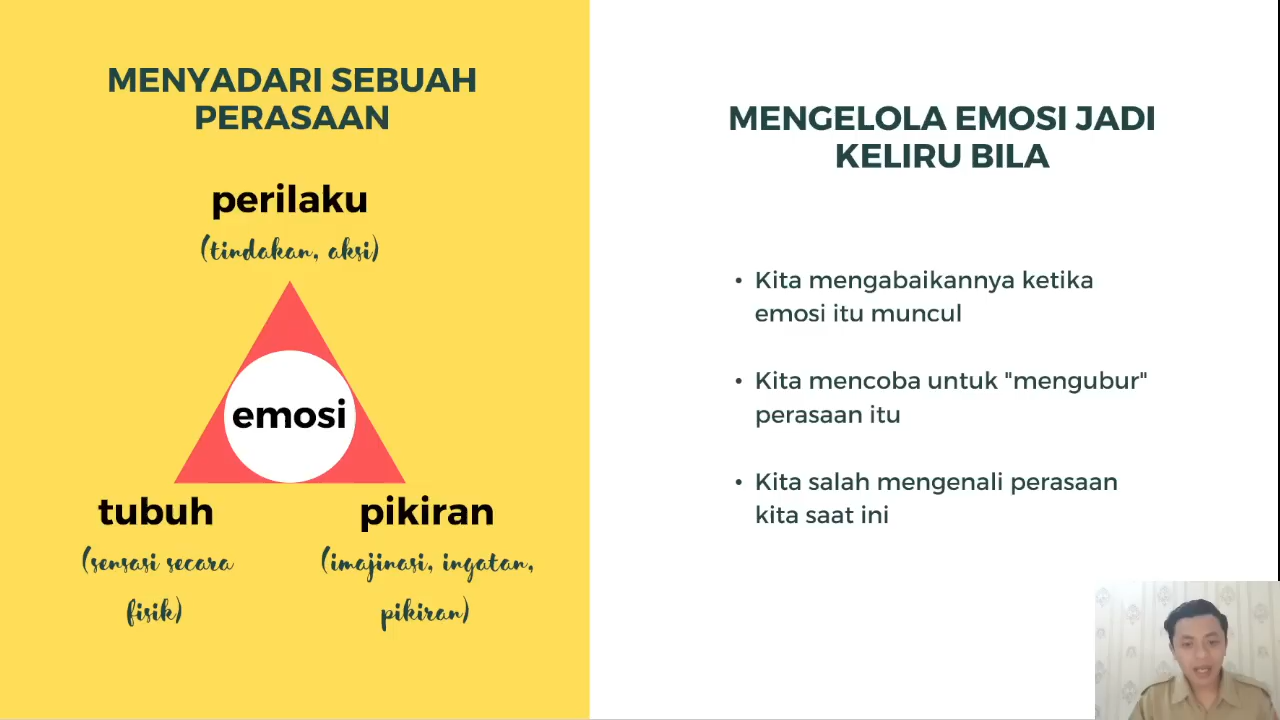 MENYADARI SEBUAH
PERASAAN
perilaku
(tindakan, aksi)
emosi
tubuh
(sensasi secara
fisik)
pikiran
(imajinasi, ingatan,
pikiran)
MENGELOLA EMOSI JADI
KELIRU BILA
• Kita mengabaikannya ketika
emosi itu muncul
• Kita mencoba untuk "mengubur"
perasaan itu
• Kita salah mengenali perasaan
kita saat ini